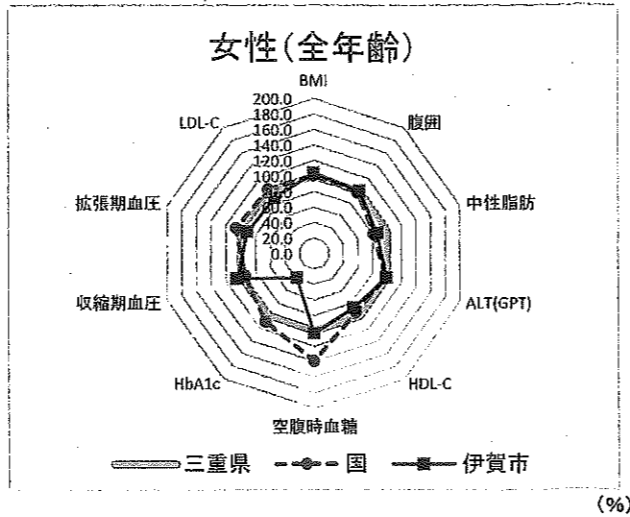 女性(全年齢)
BMI
腹囲
中性脂肪
ALT(GPT)
HDL-C
空腹時血糖
HbA1c
収縮期血圧
拡張期血圧
LDL-C
200.0
180.0
160.0
140.0
120.0
100.0
80.0
60.0
40.0
20.0
0.0
三重県 国 伊賀市
(%)